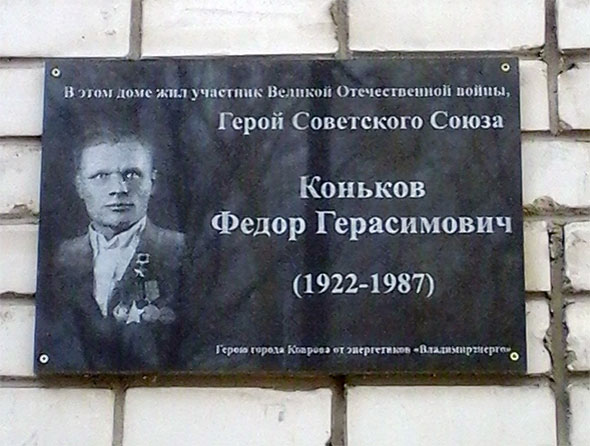 В этом доме жил участник Великой Отечественной войны,
Герой Советского Союза
Коньков
Федор Герасимович
(1922-1987)
Герою города Коврова от энергетиков «Владимирэнерго»